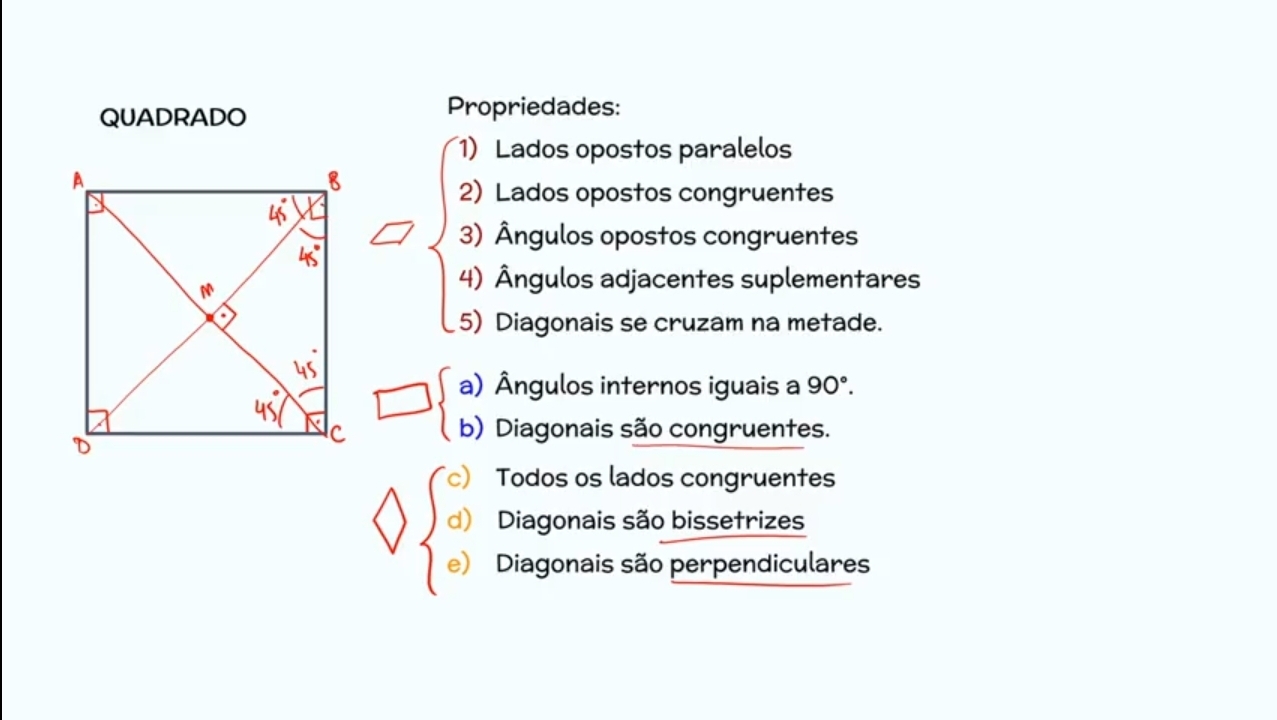 QUADRADO
Propriedades:
1) Lados opostos paralelos
2) Lados opostos congruentes
3) Ângulos opostos congruentes
4) Ângulos adjacentes suplementares
5) Diagonais se cruzam na metade.
a) Ângulos internos iguais a 90°.
b) Diagonais são congruentes.
c) Todos os lados congruentes
d) Diagonais são bissetrizes
e) Diagonais são perpendiculares
A
B
45°
45°
M
45°
45°
D
C